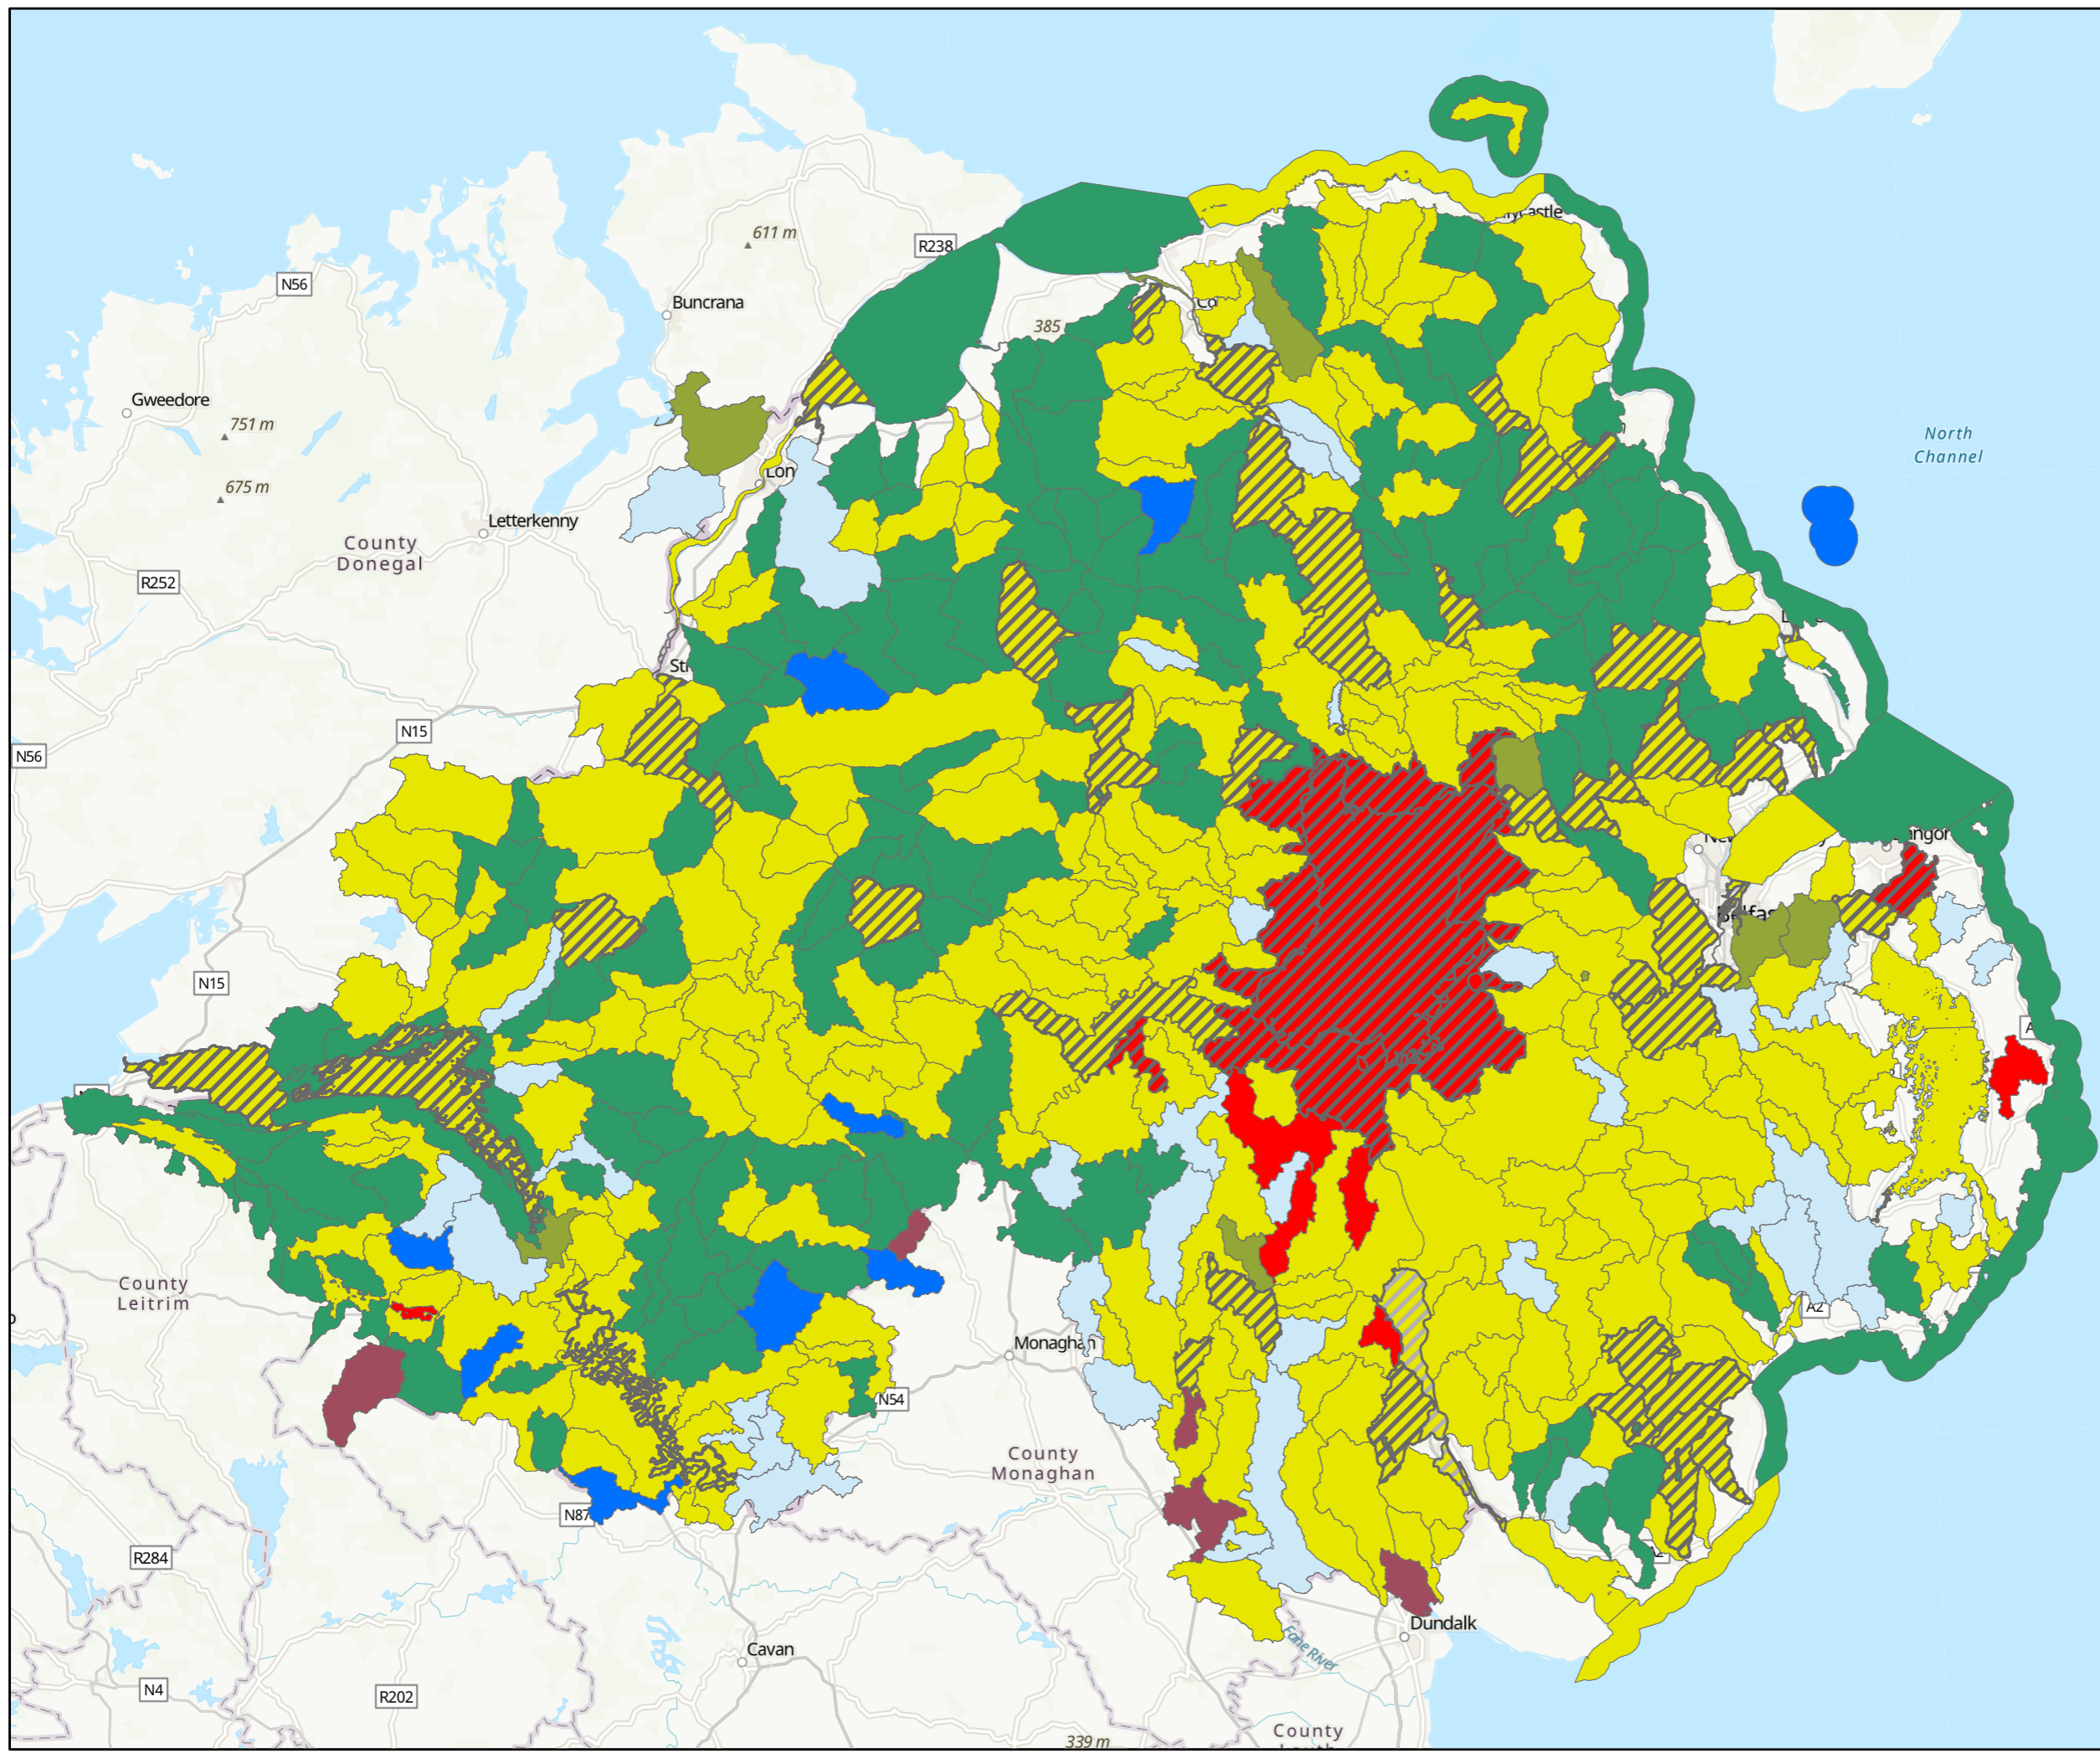 611 m
R238
N56
Buncrana
385
Gweedore
751 m
North
Channel
675 m
Letterkenny
County
Donegal
R252
N15
N56
N15
County
Leitrim
A2
Monaghan
N54
County
Monaghan
N87
R284
Dundalk
Fane River
Cavan
N4
R202
County
339 m